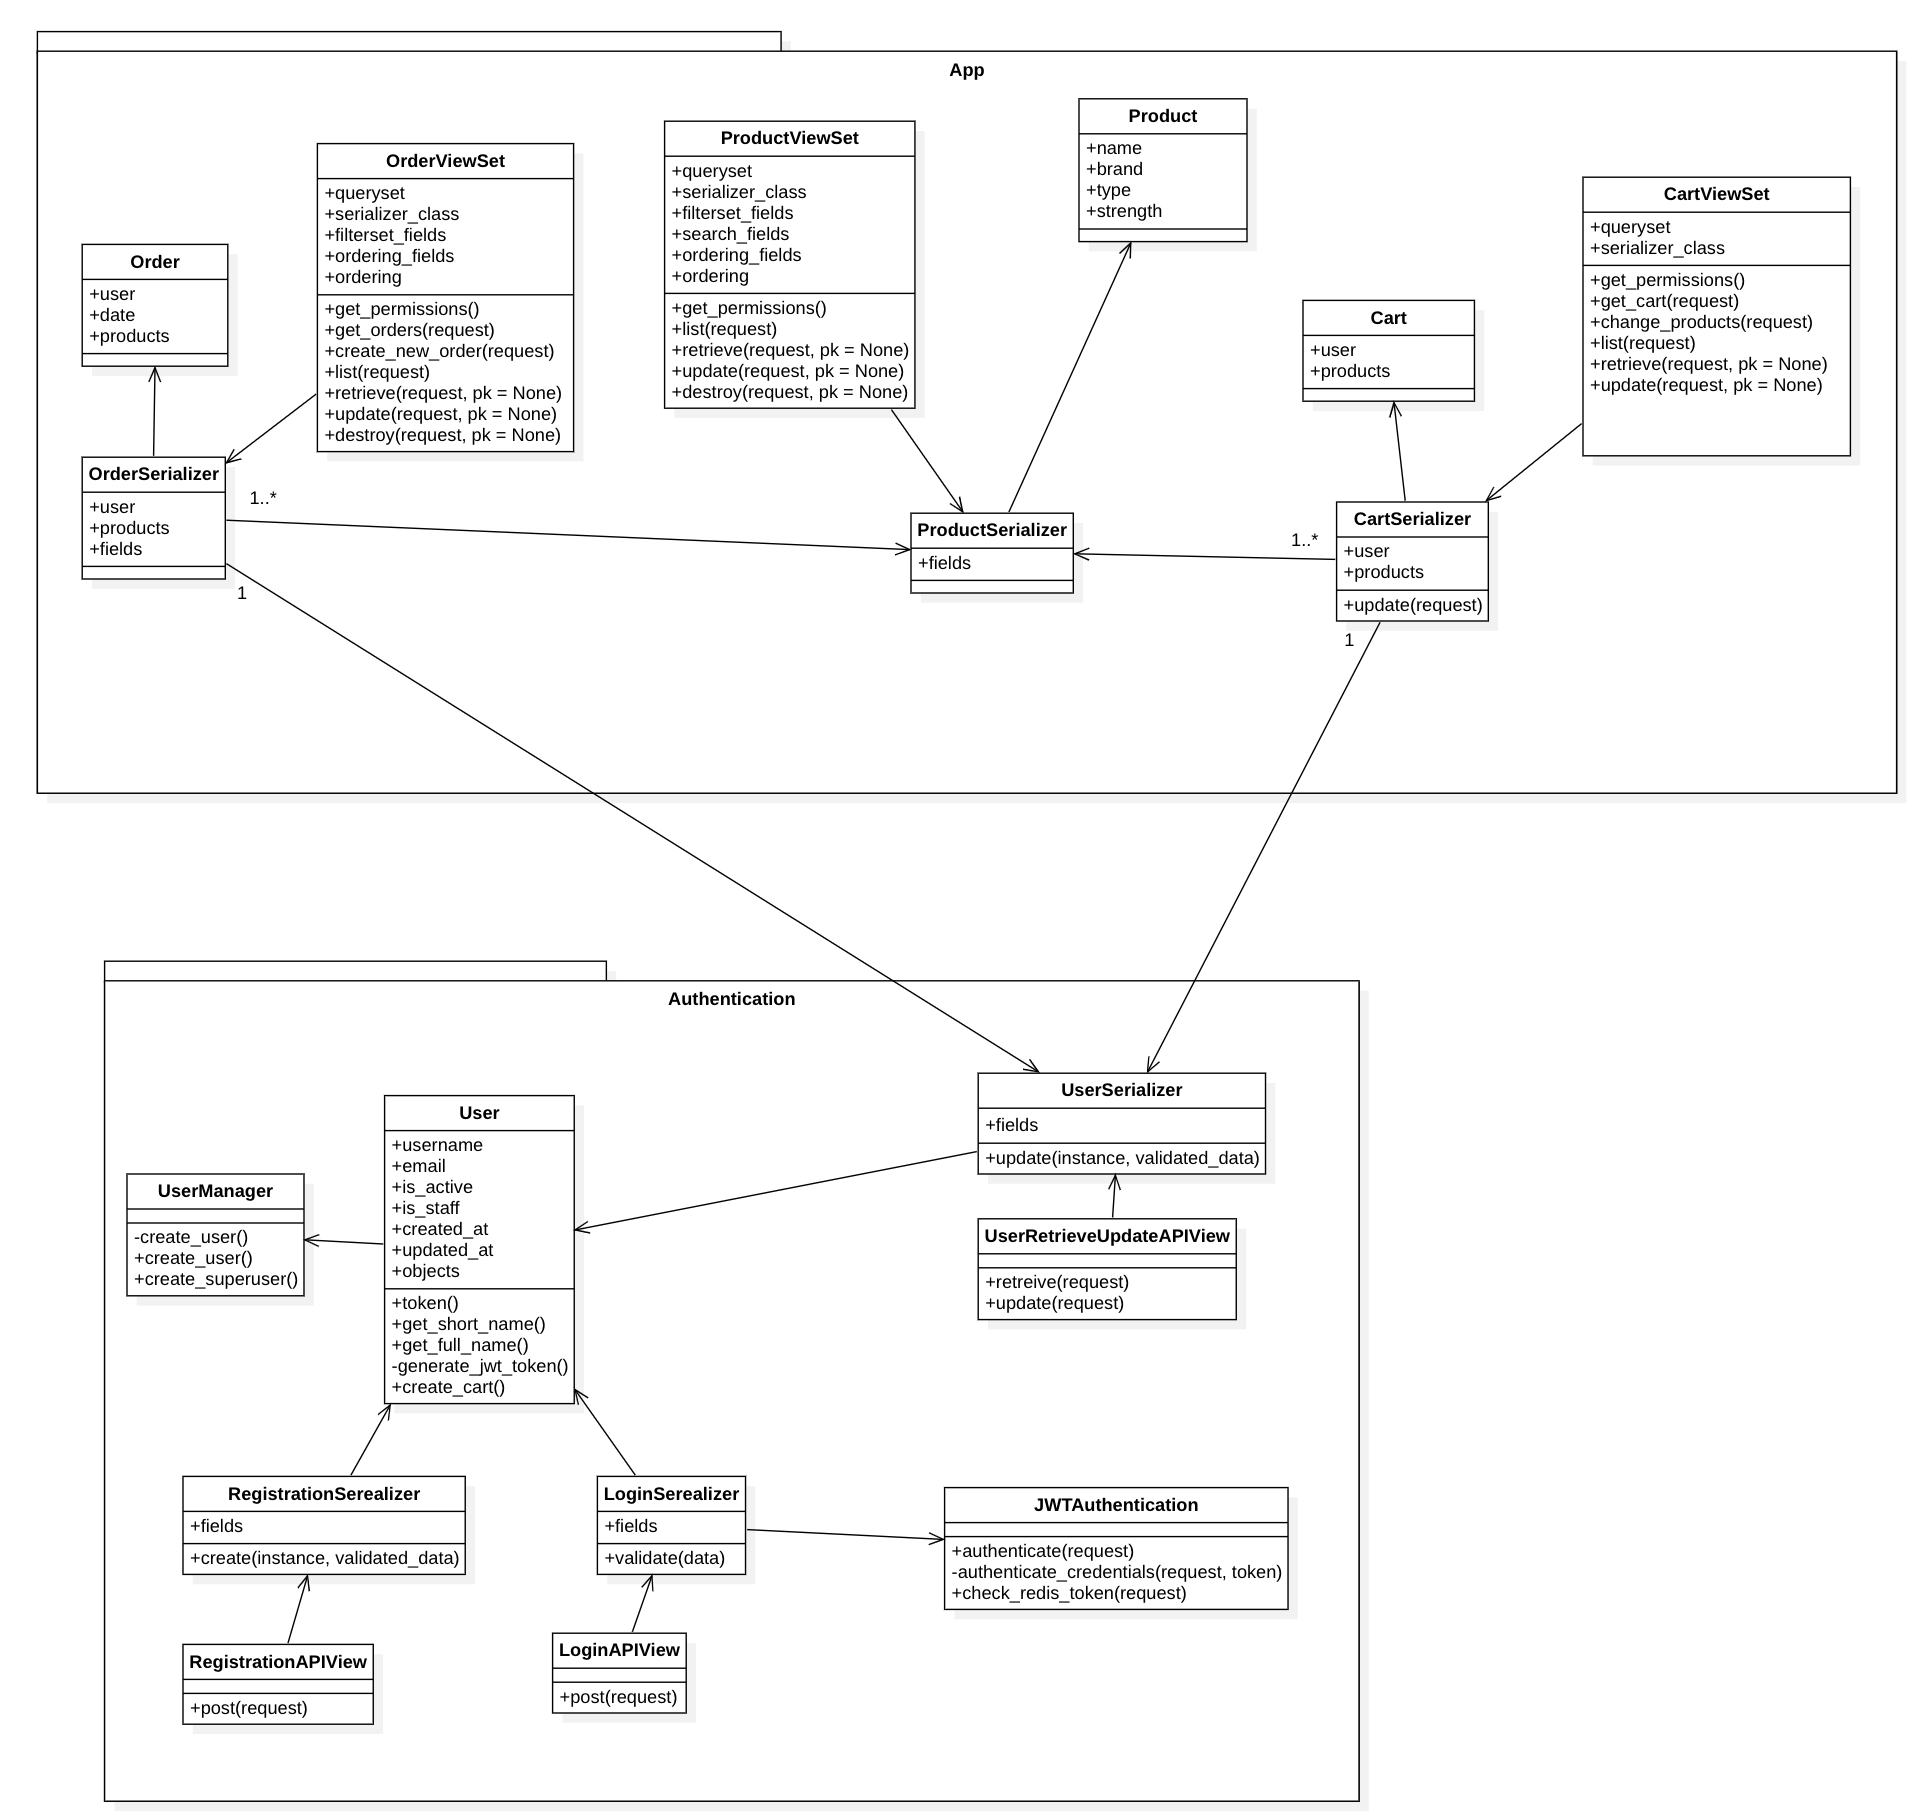 App
Order
+user
+date
+products
OrderViewSet
+queryset
+serializer_class
+filterset_fields
+ordering_fields
+ordering
+get_permissions()
+get_orders(request)
+create_new_order(request)
+list(request)
+retrieve(request, pk = None)
+update(request, pk = None)
+destroy(request, pk = None)
ProductViewSet
+queryset
+serializer_class
+filterset_fields
+search_fields
+ordering_fields
+ordering
+get_permissions()
+list(request)
+retrieve(request, pk = None)
+update(request, pk = None)
+destroy(request, pk = None)
Product
+name
+brand
+type
+strength
Cart
+user
+products
CartViewSet
+queryset
+serializer_class
+get_permissions()
+get_cart(request)
+change_products(request)
+list(request)
+retrieve(request, pk = None)
+update(request, pk = None)
OrderSerializer
+user
+products
+fields
1..*
1
ProductSerializer
+fields
1..*
CartSerializer
+user
+products
+update(request)
1
Authentication
UserManager
-create_user()
+create_user()
+create_superuser()
User
+username
+email
+is_active
+is_staff
+created_at
+updated_at
+objects
+token()
+get_short_name()
+get_full_name()
-generate_jwt_token()
+create_cart()
UserSerializer
+fields
+update(instance, validated_data)
UserRetrieveUpdateAPIView
+retreive(request)
+update(request)
RegistrationSerealizer
+fields
+create(instance, validated_data)
LoginSerealizer
+fields
+validate(data)
JWTAuthentication
+authenticate(request)
-authenticate_credentials(request, token)
+check_redis_token(request)
RegistrationAPIView
+post(request)
LoginAPIView
+post(request)